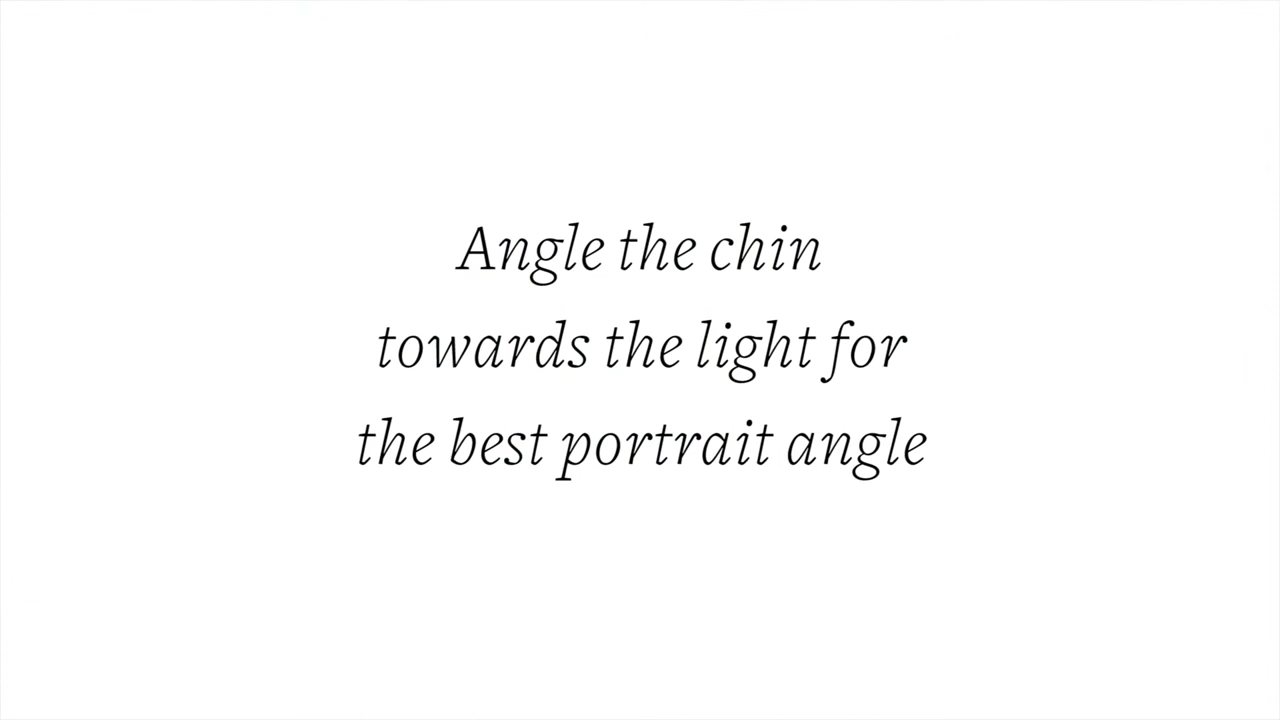 Angle the chin
towards the light for
the best portrait angle